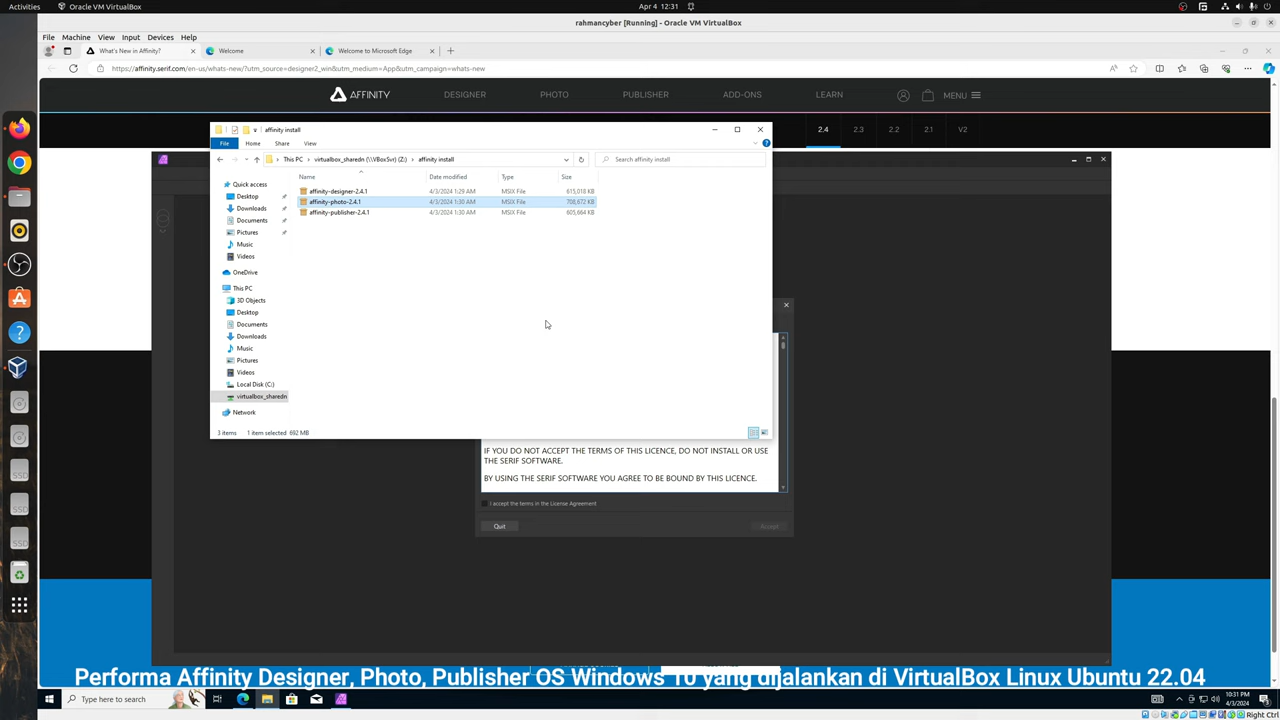 Activities
Oracle VM VirtualBox
Apr 4 12:31
rahmancyber [Running] - Oracle VM VirtualBox
File Machine View Input Devices Help
What's New in Affinity?
Welcome
Welcome to Microsoft Edge
https://affinity.serif.com/en-us/whats-new/?utm_source=designer2_win&utm_medium=App&utm_campaign=whats-new
AFFINITY
DESIGNER
PHOTO
PUBLISHER
ADD-ONS
LEARN
MENU
2.4
2.3
2.2
2.1
V2
affinity install
File Home Share View
This PC > virtualbox_sharedn (\\VBoxSvr) (Z:) > affinity install
Search affinity install
Name Date modified Type Size
affinity-designer-2.4.1 4/3/2024 1:29 AM MSIX File 615,018 KB
affinity-photo-2.4.1 4/3/2024 1:30 AM MSIX File 708,672 KB
affinity-publisher-2.4.1 4/3/2024 1:30 AM MSIX File 605,664 KB
Quick access
Desktop
Downloads
Documents
Pictures
Music
Videos
OneDrive
This PC
3D Objects
Desktop
Documents
Downloads
Music
Pictures
Videos
Local Disk (C:)
virtualbox_sharedn
Network
3 items 1 item selected 692 MB
IF YOU DO NOT ACCEPT THE TERMS OF THIS LICENCE, DO NOT INSTALL OR USE
THE SERIF SOFTWARE.
BY USING THE SERIF SOFTWARE YOU AGREE TO BE BOUND BY THIS LICENCE.
I accept the terms in the License Agreement
Quit
Accept
SSD
SSD
SSD
Performa Affinity Designer, Photo, Publisher OS Windows 10 yang dijalankan di VirtualBox Linux Ubuntu 22.04
Type here to search
10:31 PM
4/3/2024
Right Ctrl